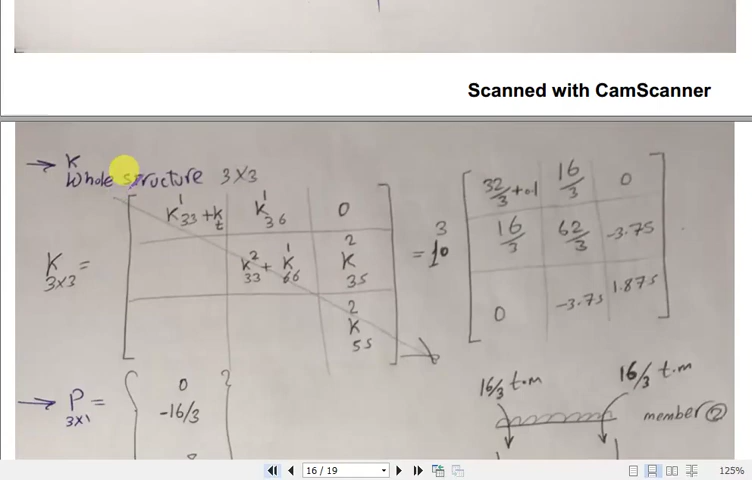 Scanned with CamScanner
→ K
Whole structure 3×3
K 3×3 =
K¹33 + Kt K¹36 0
K²33 + K¹66 K²35
K²55
= 10³
32/3 + 01 16/3 0
16/3 62/3 -3.75
0 -3.75 1.875
→ P 3×1 =
0
-16/3
16/3 t.m 16/3 t.m
member ②
16 / 19 125%